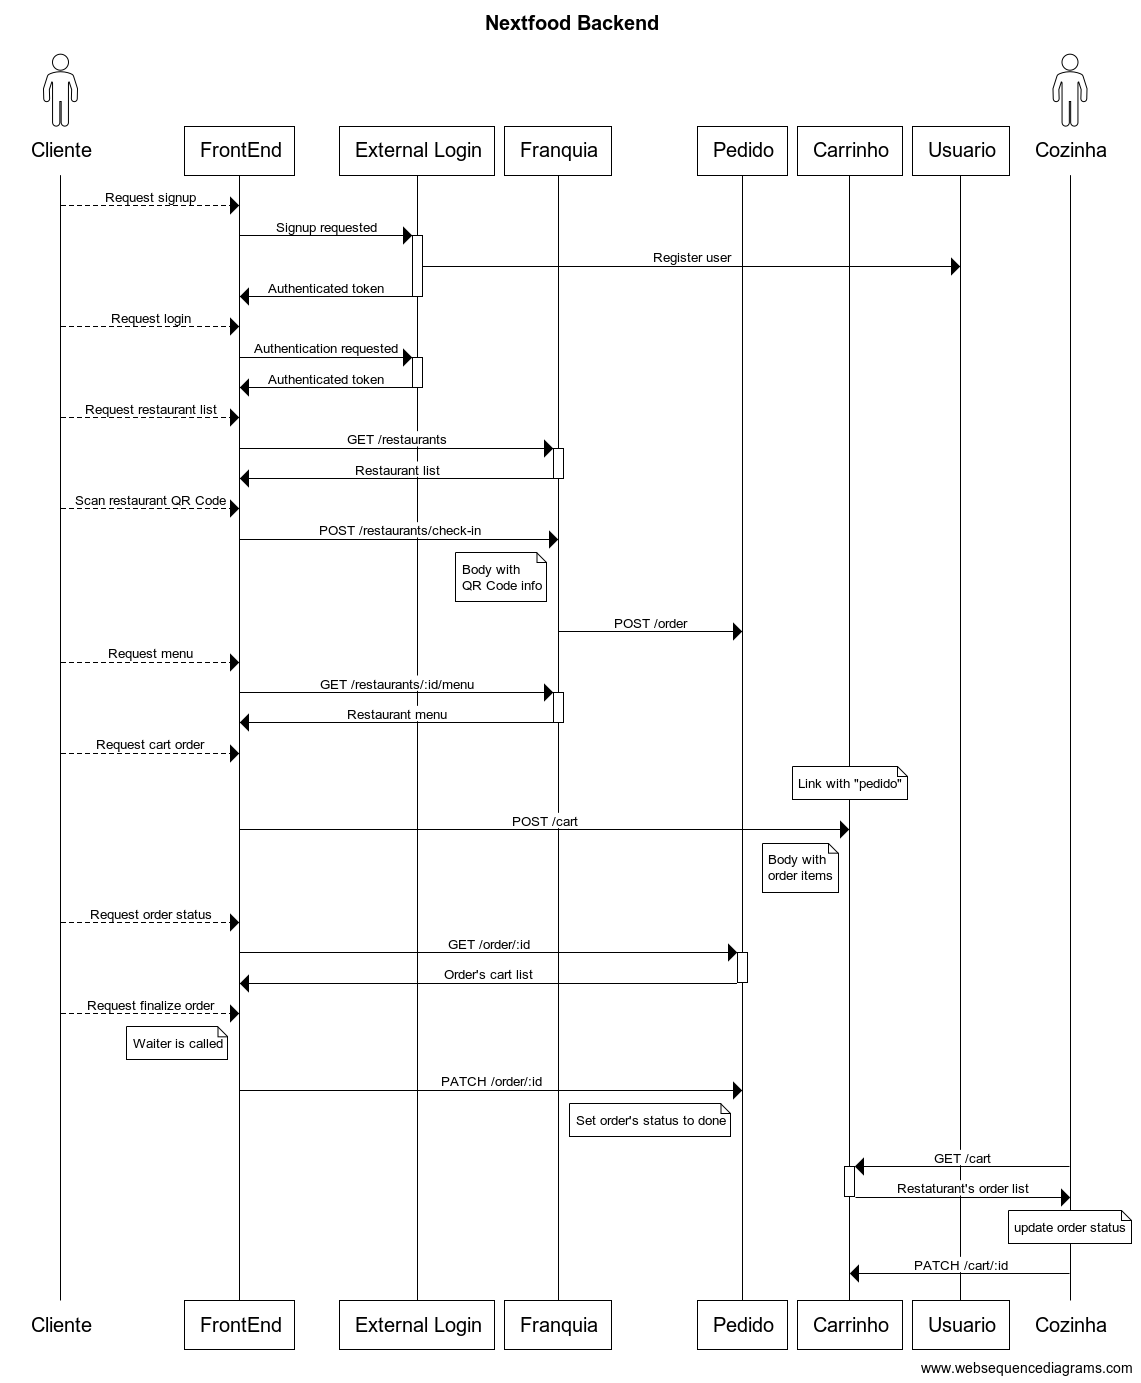 Nextfood Backend
Cliente
FrontEnd
External Login
Franquia
Pedido
Carrinho
Usuario
Cozinha
Request signup
Signup requested
Register user
Authenticated token
Request login
Authentication requested
Authenticated token
Request restaurant list
GET /restaurants
Restaurant list
Scan restaurant QR Code
POST /restaurants/check-in
Body with
QR Code info
POST /order
Request menu
GET /restaurants/:id/menu
Restaurant menu
Request cart order
Link with "pedido"
POST /cart
Body with
order items
Request order status
GET /order/:id
Order's cart list
Request finalize order
Waiter is called
PATCH /order/:id
Set order's status to done
GET /cart
Restaturant's order list
update order status
PATCH /cart/:id
Cliente
FrontEnd
External Login
Franquia
Pedido
Carrinho
Usuario
Cozinha
www.websequencediagrams.com